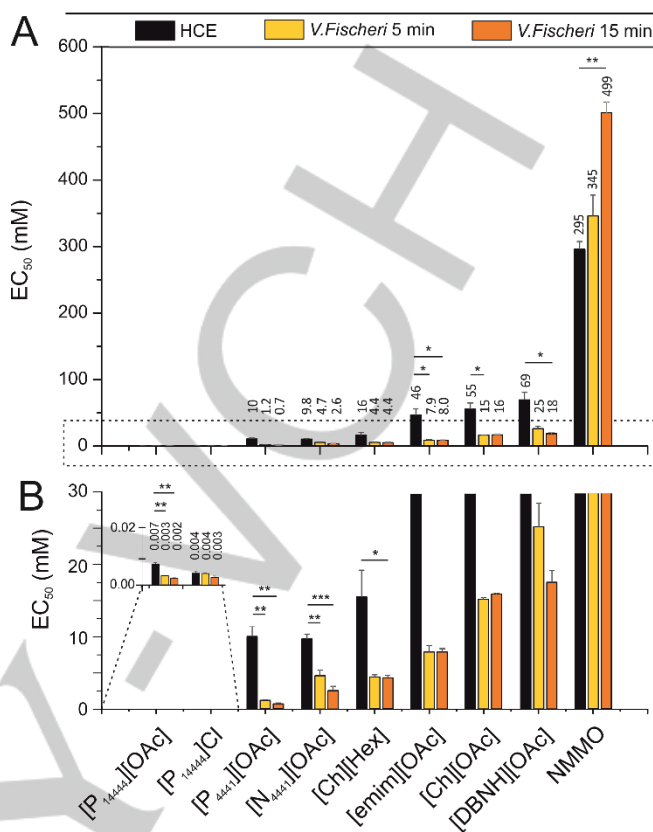 A
HCE V.Fischeri 5 min V.Fischeri 15 min
EC50 (mM)
600
500
400
300
200
100
0
10 1.2 0.7
9.8 4.7 2.6
16 4.4 4.4
46 7.9 8.0
* *
55 15 16
*
69 25 18
*
295 345 499
**
B
EC50 (mM)
30
20
10
0
0.02
0.00
** **
0.007 0.003 0.002
0.004 0.004 0.003
** **
*** **
*
[P14444][OAc]
[P14444]Cl
[P4441][OAc]
[N4441][OAc]
[Ch][Hex]
[emim][OAc]
[Ch][OAc]
[DBNH][OAc]
NMMO
Y-VCH